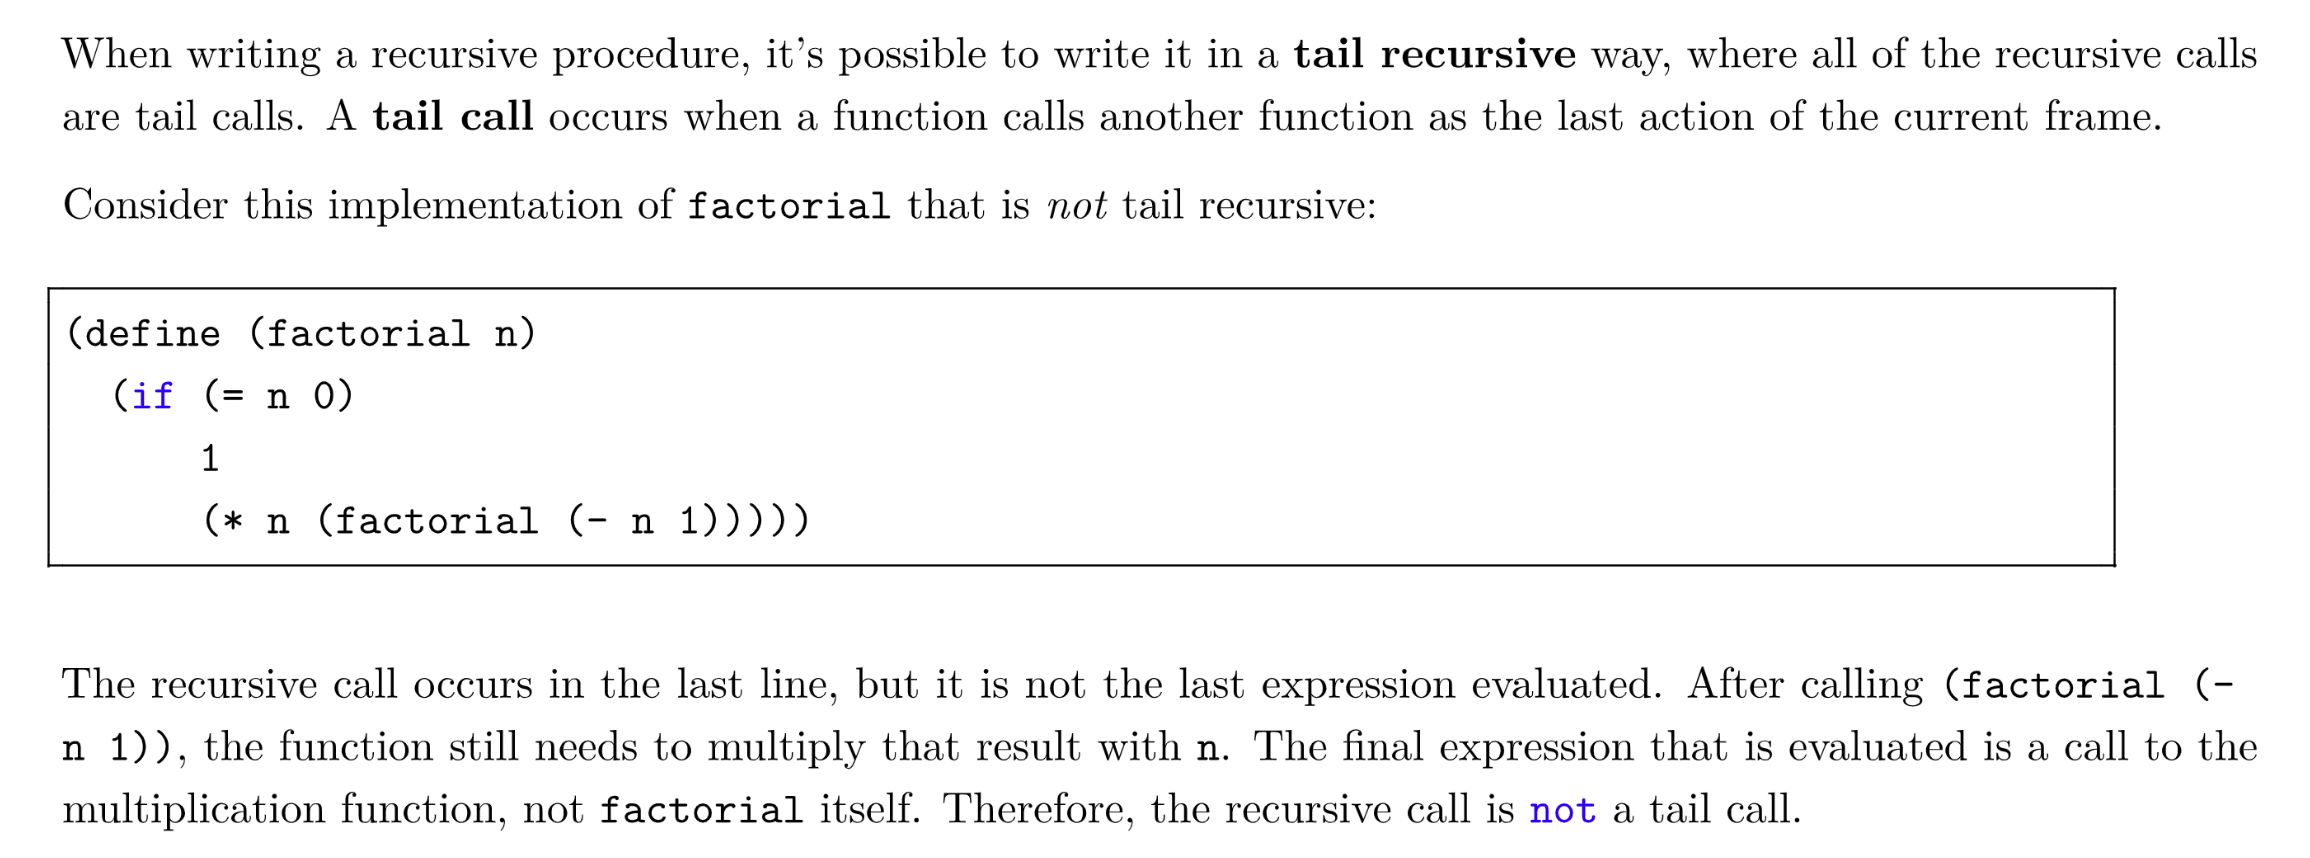 When writing a recursive procedure, it's possible to write it in a tail recursive way, where all of the recursive calls
are tail calls. A tail call occurs when a function calls another function as the last action of the current frame.
Consider this implementation of factorial that is not tail recursive:
(define (factorial n)
  (if (= n 0)
      1
      (* n (factorial (- n 1)))))
The recursive call occurs in the last line, but it is not the last expression evaluated. After calling (factorial (-
n 1)), the function still needs to multiply that result with n. The final expression that is evaluated is a call to the
multiplication function, not factorial itself. Therefore, the recursive call is not a tail call.